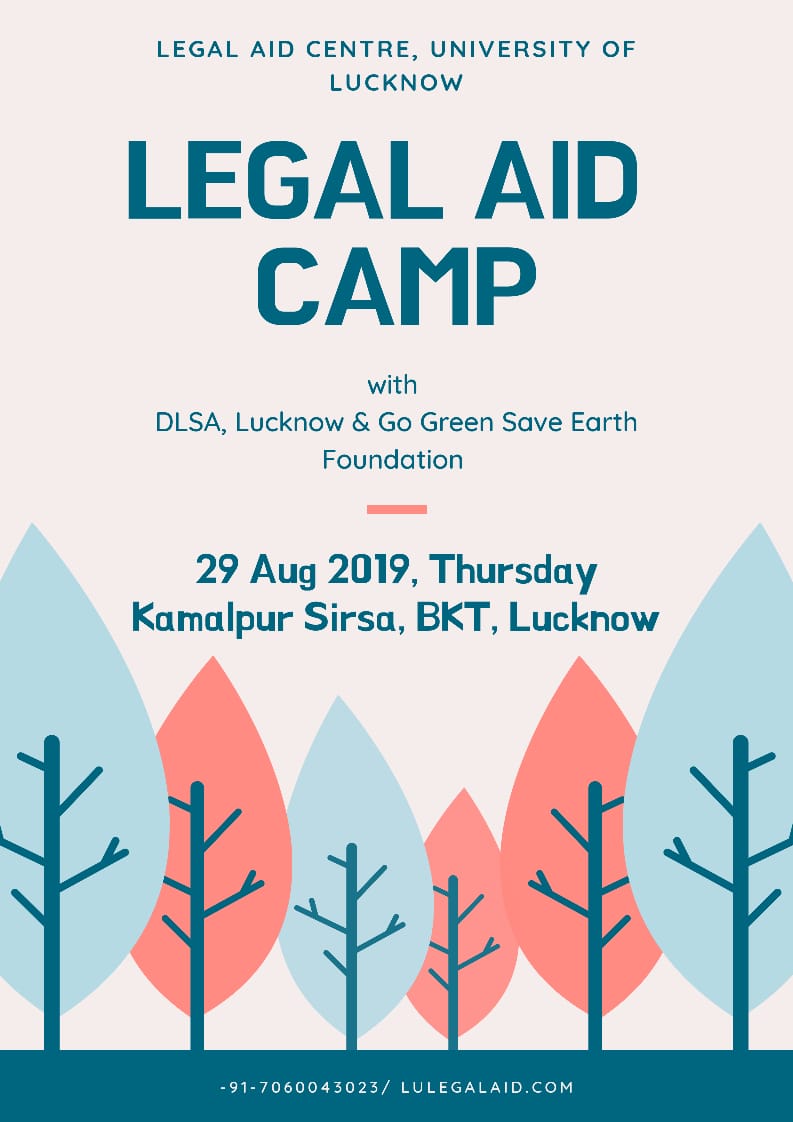 LEGAL AID CENTRE, UNIVERSITY OF
LUCKNOW
LEGAL AID
CAMP
with
DLSA, Lucknow & Go Green Save Earth
Foundation
29 Aug 2019, Thursday
Kamalpur Sirsa, BKT, Lucknow
-91-7060043023/ LULEGALAID.COM